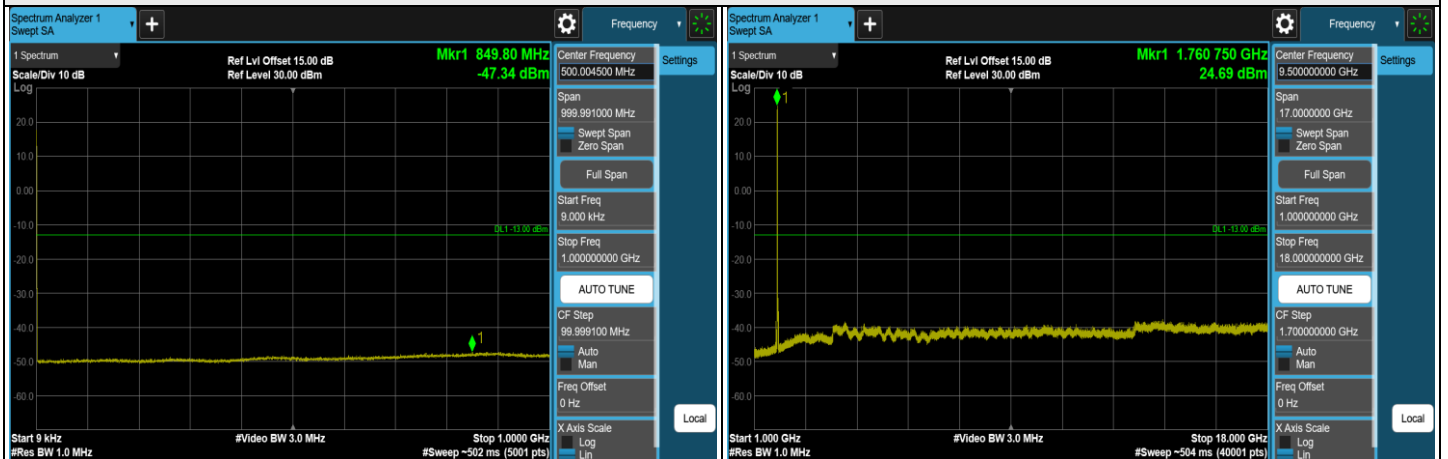 Spectrum Analyzer 1
Swept SA
+
Frequency
1 Spectrum
Scale/Div 10 dB
Log
Ref Lvl Offset 15.00 dB
Ref Level 30.00 dBm
Mkr1 849.80 MHz
-47.34 dBm
20.0
10.0
0.00
-10.0
-20.0
-30.0
-40.0
-50.0
-60.0
DL1 -13.00 dBm
1
Start 9 kHz
#Res BW 1.0 MHz
#Video BW 3.0 MHz
Stop 1.0000 GHz
#Sweep ~502 ms (5001 pts)
Center Frequency
500.004500 MHz
Span
999.991000 MHz
Swept Span
Zero Span
Full Span
Start Freq
9.000 kHz
Stop Freq
1.000000000 GHz
AUTO TUNE
CF Step
99.999100 MHz
Auto
Man
Freq Offset
0 Hz
X Axis Scale
Log
Lin
Settings
Local
Spectrum Analyzer 1
Swept SA
+
Frequency
1 Spectrum
Scale/Div 10 dB
Log
Ref Lvl Offset 15.00 dB
Ref Level 30.00 dBm
Mkr1 1.760 750 GHz
24.69 dBm
1
20.0
10.0
0.00
-10.0
-20.0
-30.0
-40.0
-50.0
-60.0
DL1 -13.00 dBm
Start 1.000 GHz
#Res BW 1.0 MHz
#Video BW 3.0 MHz
Stop 18.000 GHz
#Sweep ~504 ms (40001 pts)
Center Frequency
9.500000000 GHz
Span
17.0000000 GHz
Swept Span
Zero Span
Full Span
Start Freq
1.000000000 GHz
Stop Freq
18.000000000 GHz
AUTO TUNE
CF Step
1.700000000 GHz
Auto
Man
Freq Offset
0 Hz
X Axis Scale
Log
Lin
Settings
Local